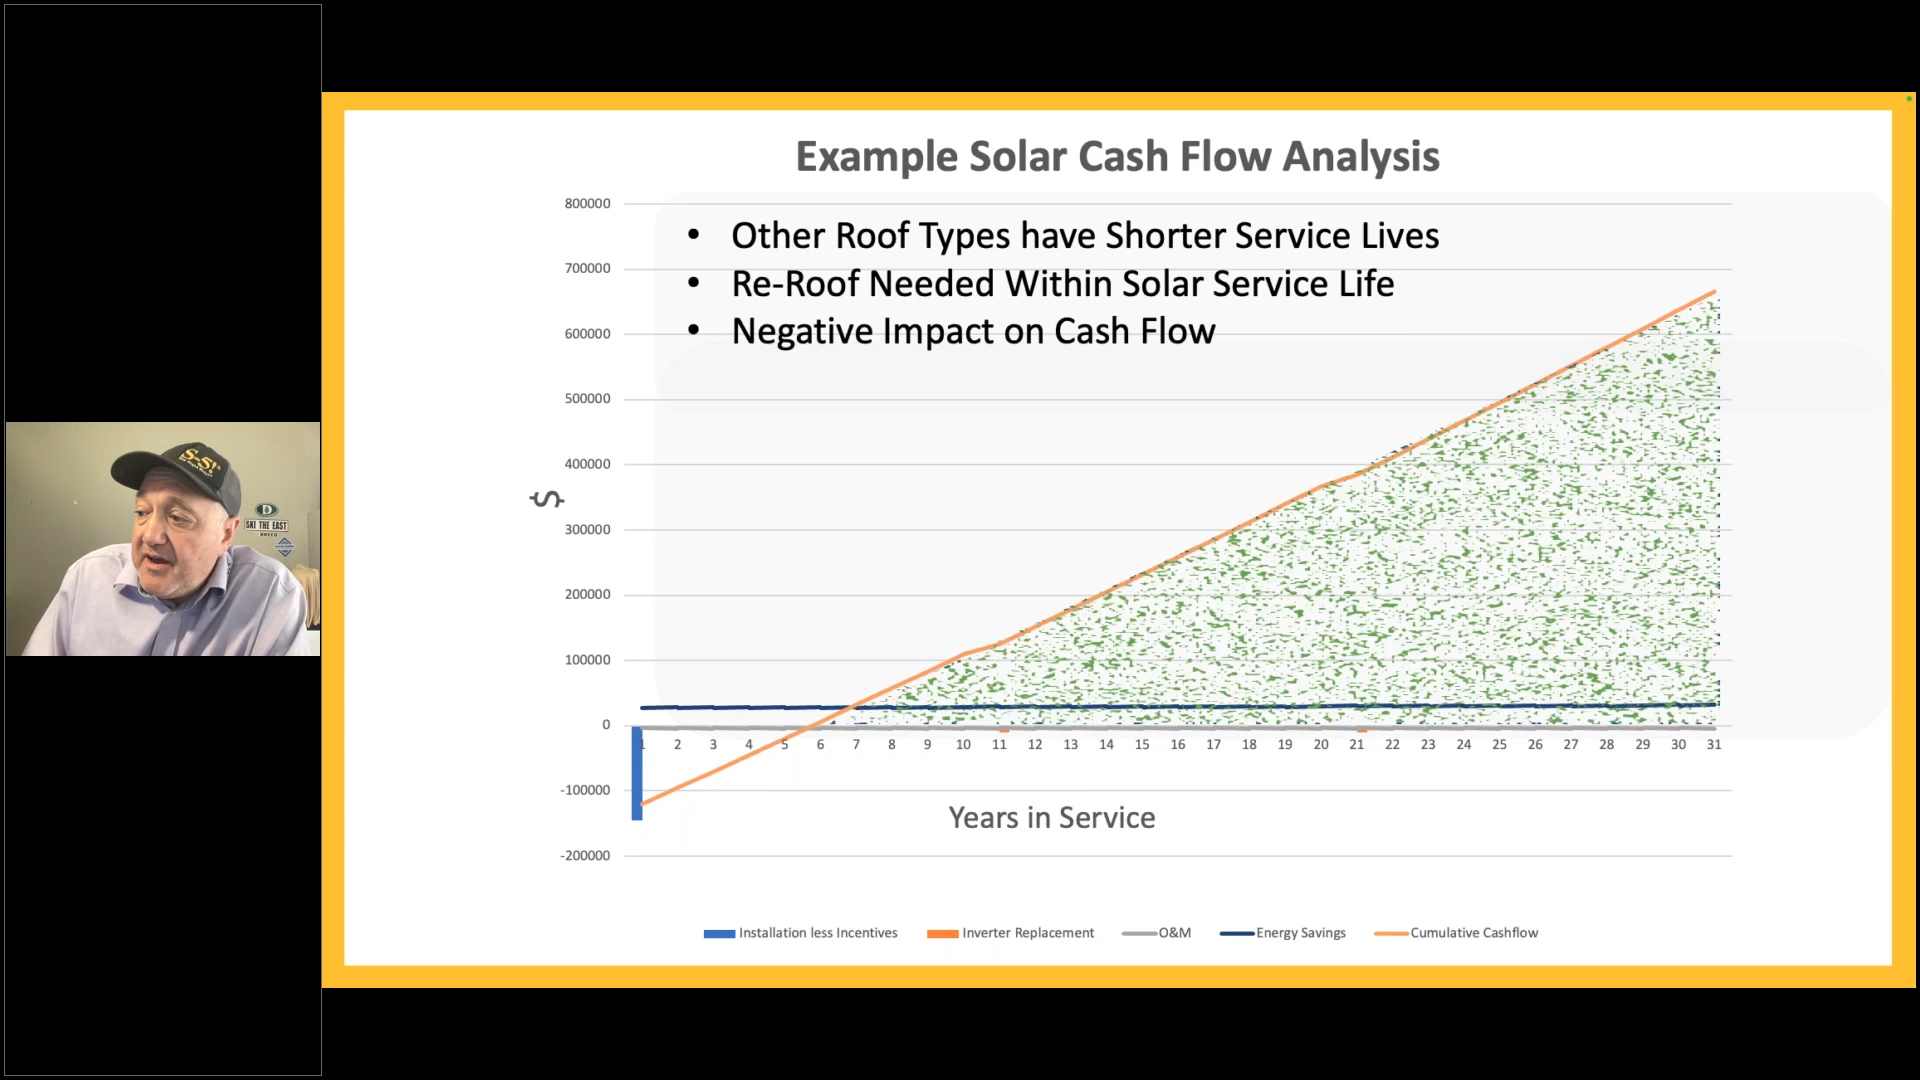 Example Solar Cash Flow Analysis
• Other Roof Types have Shorter Service Lives
• Re-Roof Needed Within Solar Service Life
• Negative Impact on Cash Flow
800000
700000
600000
500000
400000
300000
200000
100000
0
-100000
-200000
$
1 2 3 4 5 6 7 8 9 10 11 12 13 14 15 16 17 18 19 20 21 22 23 24 25 26 27 28 29 30 31
Years in Service
Installation less Incentives Inverter Replacement O&M Energy Savings Cumulative Cashflow
S-5!
SKI THE EAST